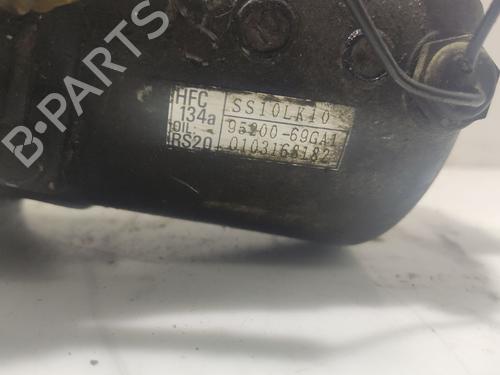 HFC
134a
OIL:
RS20
SS10LK10
95200-69GA1
0103168182
B-PARTS